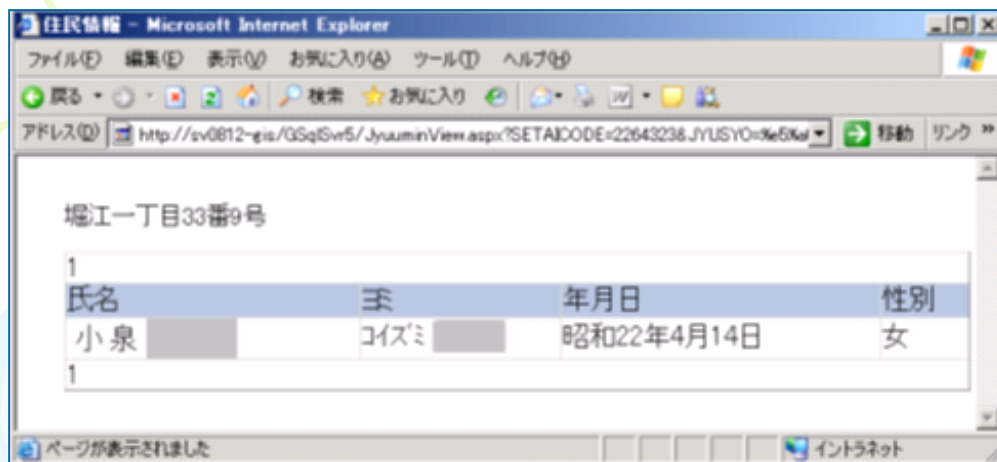 住民情報 - Microsoft Internet Explorer
ファイル(F) 編集(E) 表示(V) お気に入り(A) ツール(T) ヘルプ(H)
戻る 検索 お気に入り
アドレス(D) http://sv0812-gis/GSqlSvr5/JyuuminView.aspx?SETAICODE=2264323&JYUSYO=%e5%a 移動 リンク »
堀江一丁目33番9号
1
氏名 ヨミ 年月日 性別
小泉 コイズミ 昭和22年4月14日 女
1
ページが表示されました イントラネット